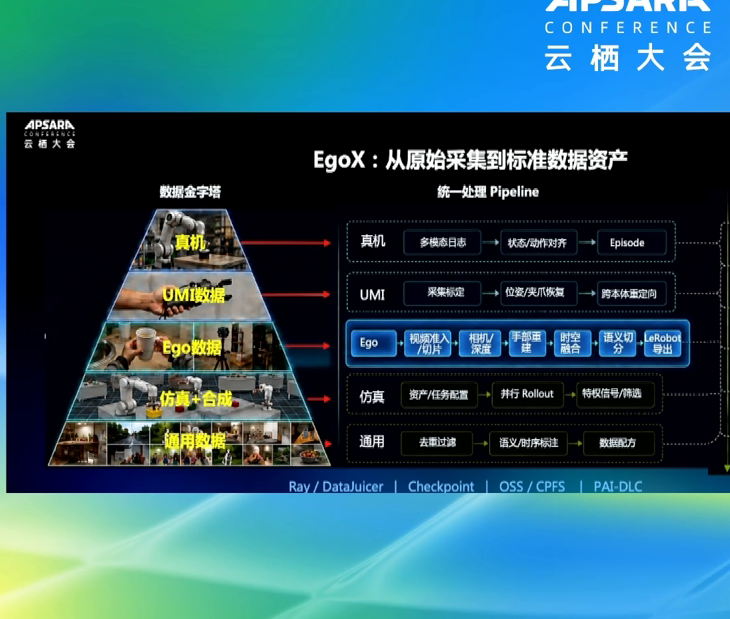 APSARA
CONFERENCE
云栖大会
APSARA
CONFERENCE
云栖大会
EgoX：从原始采集到标准数据资产
数据金字塔
统一处理 Pipeline
真机
真机
多模态日志
状态/动作对齐
Episode
UMI数据
UMI
采集标定
位姿/夹爪恢复
跨本体重定向
Ego数据
Ego
视频准入
/切片
相机/
深度
手部重
建
时空
融合
语义切
分
LeRobot
导出
仿真+合成
仿真
资产/任务配置
并行 Rollout
特权信号/筛选
通用数据
通用
去重过滤
语义/时序标注
数据配方
Ray / DataJuicer | Checkpoint | OSS / CPFS | PAI-DLC